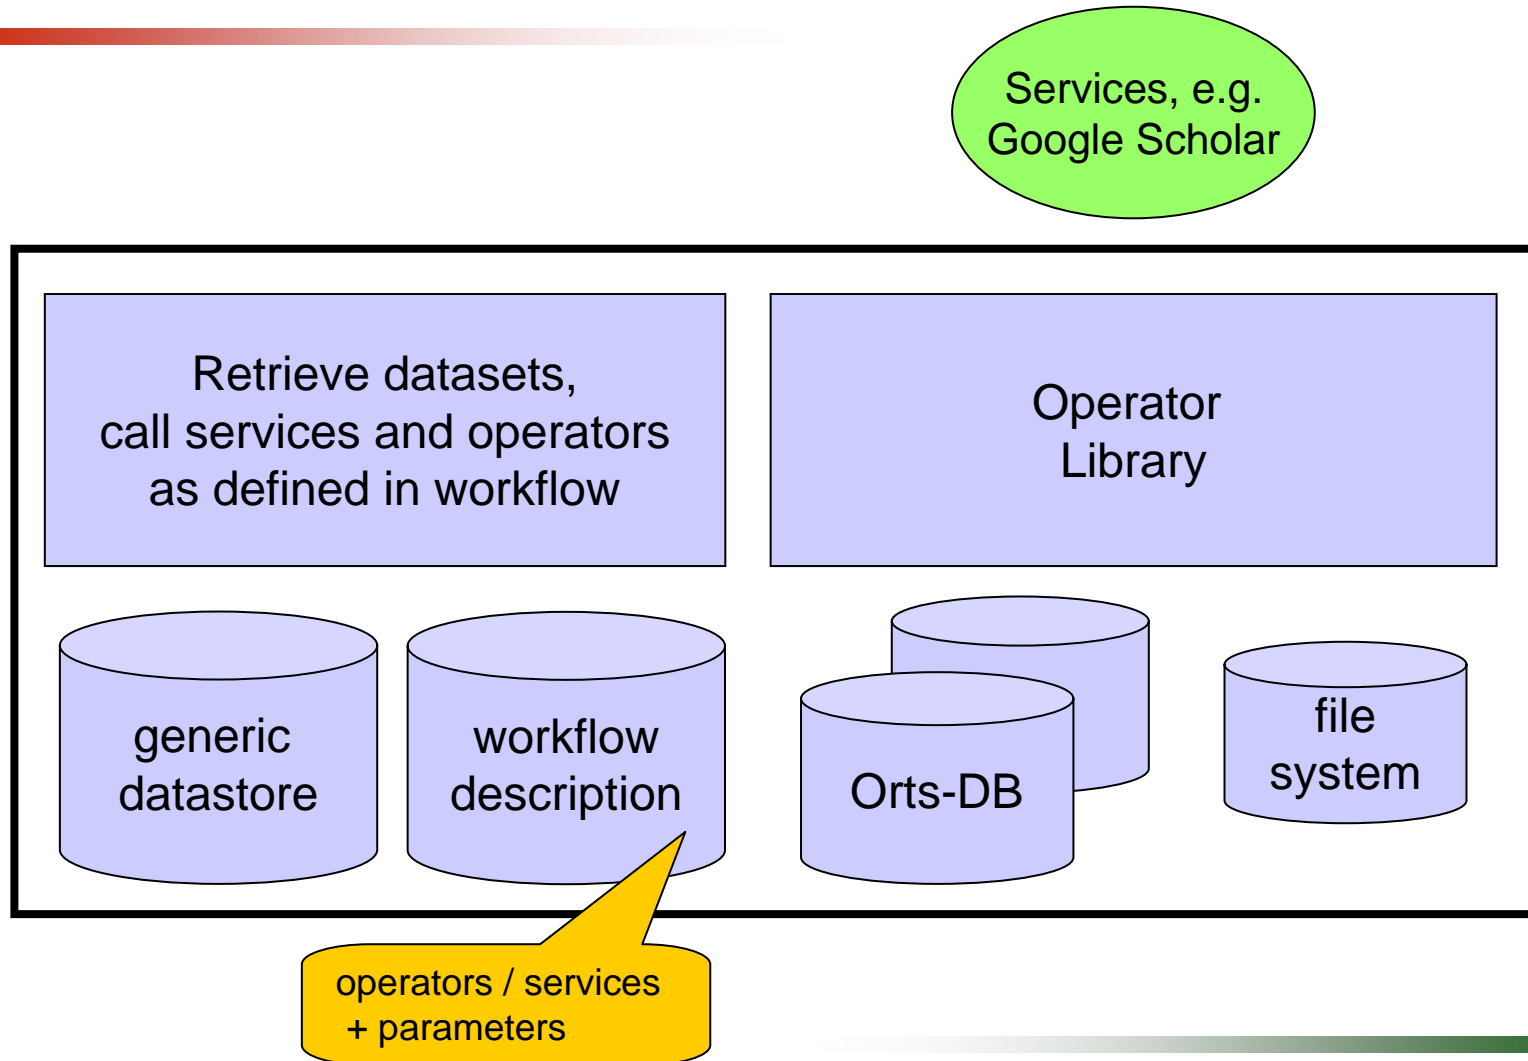 Services, e.g.
Google Scholar
Retrieve datasets,
call services and operators
as defined in workflow
Operator
Library
generic
datastore
workflow
description
Orts-DB
file
system
operators / services
+ parameters